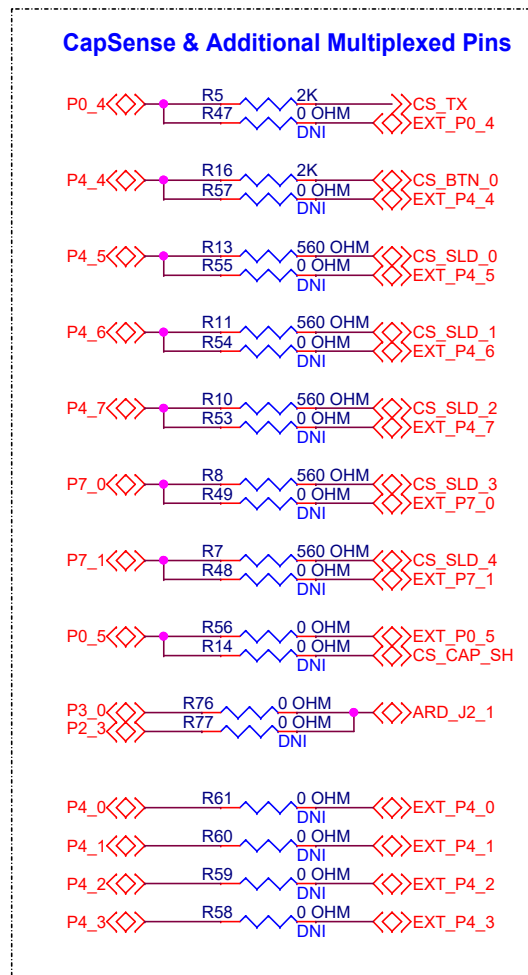 CapSense & Additional Multiplexed Pins
P0_4 R5 2K CS_TX
R47 0 OHM EXT_P0_4
DNI
P4_4 R16 2K CS_BTN_0
R57 0 OHM EXT_P4_4
DNI
P4_5 R13 560 OHM CS_SLD_0
R55 0 OHM EXT_P4_5
DNI
P4_6 R11 560 OHM CS_SLD_1
R54 0 OHM EXT_P4_6
DNI
P4_7 R10 560 OHM CS_SLD_2
R53 0 OHM EXT_P4_7
DNI
P7_0 R8 560 OHM CS_SLD_3
R49 0 OHM EXT_P7_0
DNI
P7_1 R7 560 OHM CS_SLD_4
R48 0 OHM EXT_P7_1
DNI
P0_5 R56 0 OHM EXT_P0_5
R14 0 OHM CS_CAP_SH
DNI
P3_0 R76 0 OHM ARD_J2_1
P2_3 R77 0 OHM
DNI
P4_0 R61 0 OHM EXT_P4_0
DNI
P4_1 R60 0 OHM EXT_P4_1
DNI
P4_2 R59 0 OHM EXT_P4_2
DNI
P4_3 R58 0 OHM EXT_P4_3
DNI